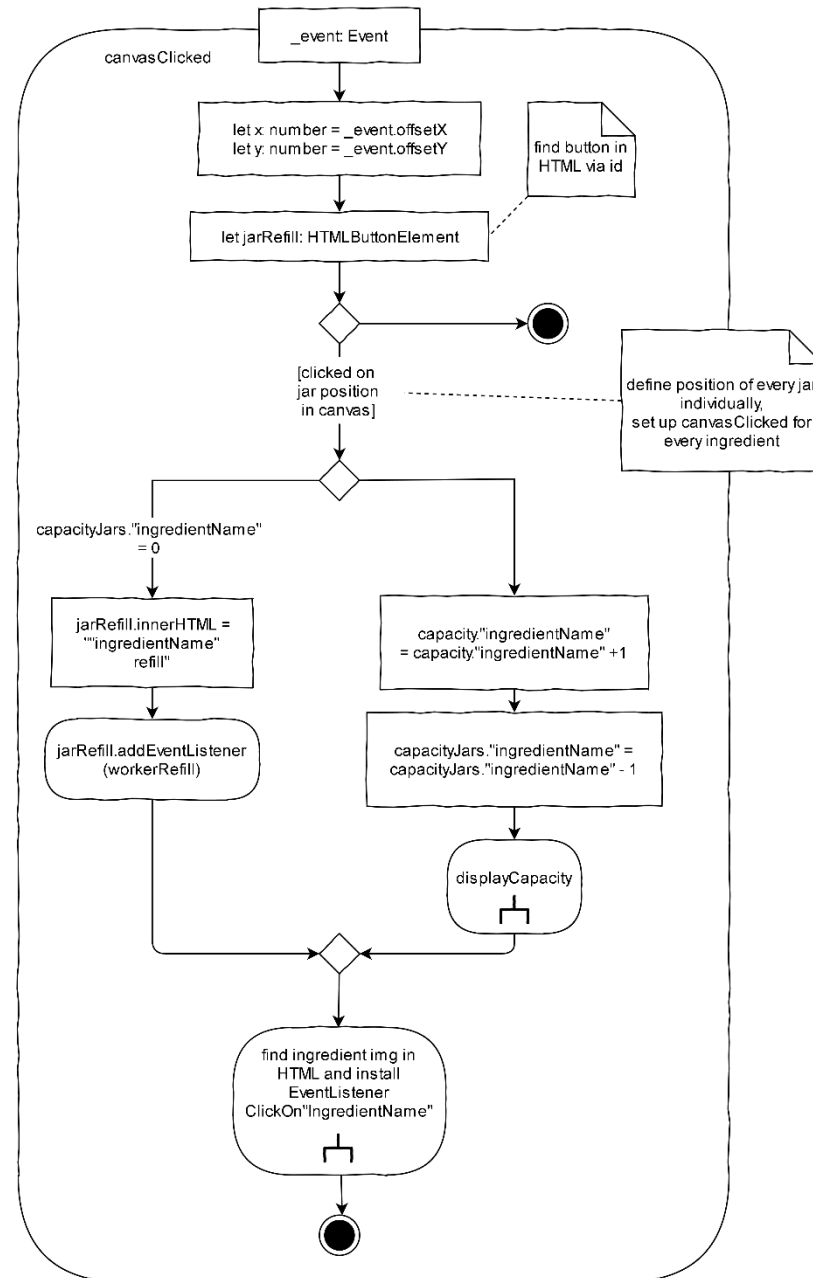 _event: Event
canvasClicked
let x: number = _event.offsetX
let y: number = _event.offsetY
find button in
HTML via id
let jarRefill: HTMLButtonElement
[clicked on
jar position
in canvas]
define position of every jar
individually,
set up canvasClicked for
every ingredient
capacityJars."ingredientName"
= 0
jarRefill.innerHTML =
""ingredientName"
refill"
capacity."ingredientName"
= capacity."ingredientName" +1
jarRefill.addEventListener
(workerRefill)
capacityJars."ingredientName" =
capacityJars."ingredientName" - 1
displayCapacity
find ingredient img in
HTML and install
EventListener
ClickOn"IngredientName"